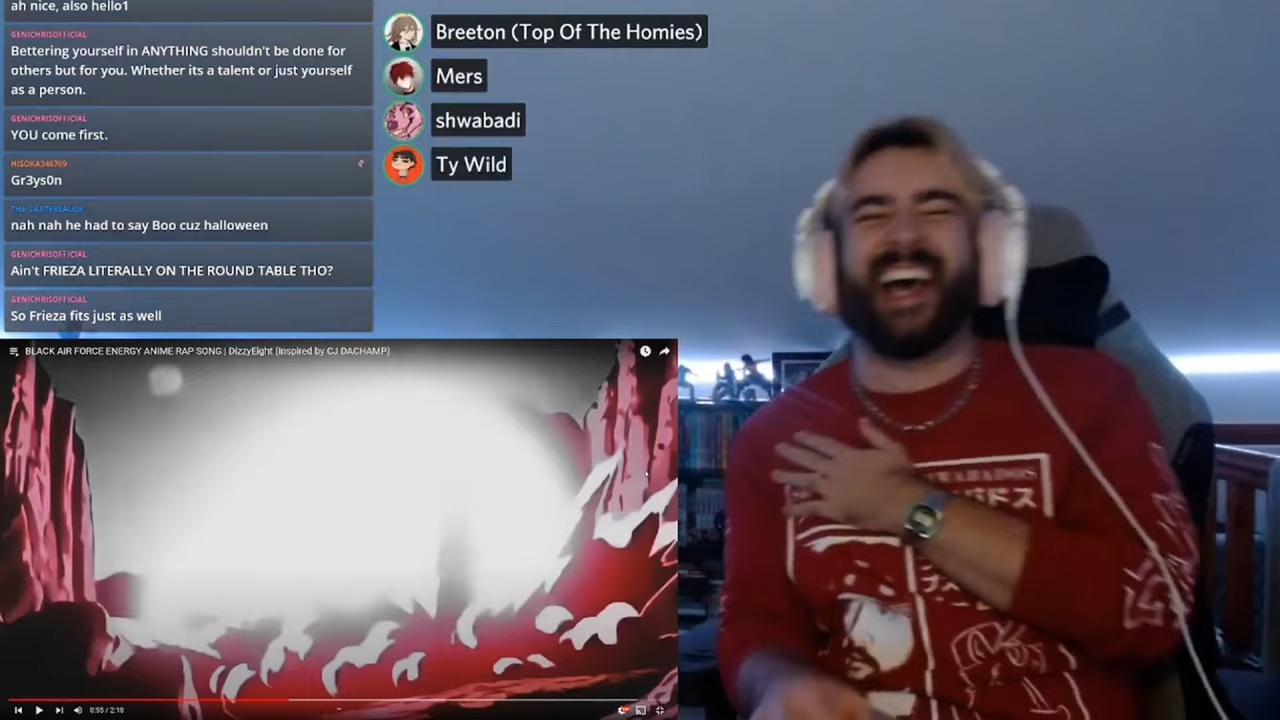 ah nice, also hello1
GENICHRISOFFICIAL
Bettering yourself in ANYTHING shouldn't be done for
others but for you. Whether its a talent or just yourself
as a person.
GENICHRISOFFICIAL
YOU come first.
HISOKA346769
Gr3ys0n
THE_CARTERSAUCE
nah nah he had to say Boo cuz halloween
GENICHRISOFFICIAL
Ain't FRIEZA LITERALLY ON THE ROUND TABLE THO?
GENICHRISOFFICIAL
So Frieza fits just as well
Breeton (Top Of The Homies)
Mers
shwabadi
Ty Wild
BLACK AIR FORCE ENERGY ANIME RAP SONG | DizzyEight (Inspired by CJ DACHAMP)
0:55 / 2:10